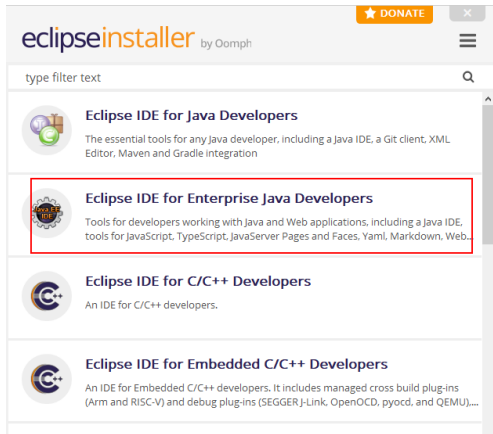 ★ DONATE
eclipseinstaller by Oomph
type filter text
Eclipse IDE for Java Developers
The essential tools for any Java developer, including a Java IDE, a Git client, XML
Editor, Maven and Gradle integration
Java EE
IDE
Eclipse IDE for Enterprise Java Developers
Tools for developers working with Java and Web applications, including a Java IDE,
tools for JavaScript, TypeScript, JavaServer Pages and Faces, Yaml, Markdown, Web...
Eclipse IDE for C/C++ Developers
An IDE for C/C++ developers.
Eclipse IDE for Embedded C/C++ Developers
An IDE for Embedded C/C++ developers. It includes managed cross build plug-ins
(Arm and RISC-V) and debug plug-ins (SEGGER J-Link, OpenOCD, pyocd, and QEMU),...